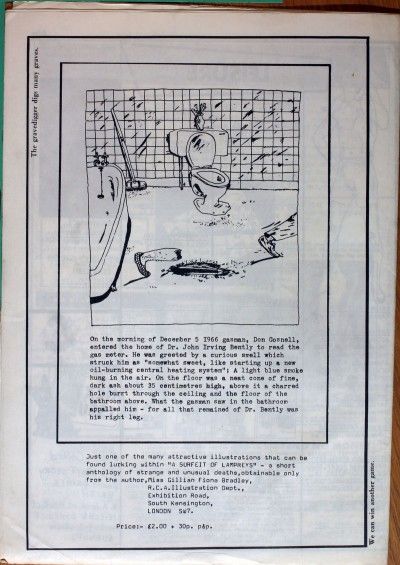 The gravedigger digs many graves.
On the morning of December 5 1966 gasman, Don Gosnell,
entered the home of Dr. John Irving Bently to read the
gas meter. He was greeted by a curious smell which
struck him as "somewhat sweet, like starting up a new
oil-burning central heating system"; A light blue smoke
hung in the air. On the floor was a neat cone of fine,
dark ash about 35 centimetres high, above it a charred
hole burst through the ceiling and the floor of the
bathroom above. What the gasman saw in the bathroom
appalled him - for all that remained of Dr. Bently was
his right leg.
Just one of the many attractive illustrations that can be
found lurking within "A SURFEIT OF LAMPREYS" - a short
anthology of strange and unusual deaths,obtainable only
from the author,Miss Gillian Fiona Bradley,
R.C.A.Illustration Dept.,
Exhibition Road,
South Kensington,
LONDON SW7.
Price:- £2.00 + 30p. p&p.
We can win another game.